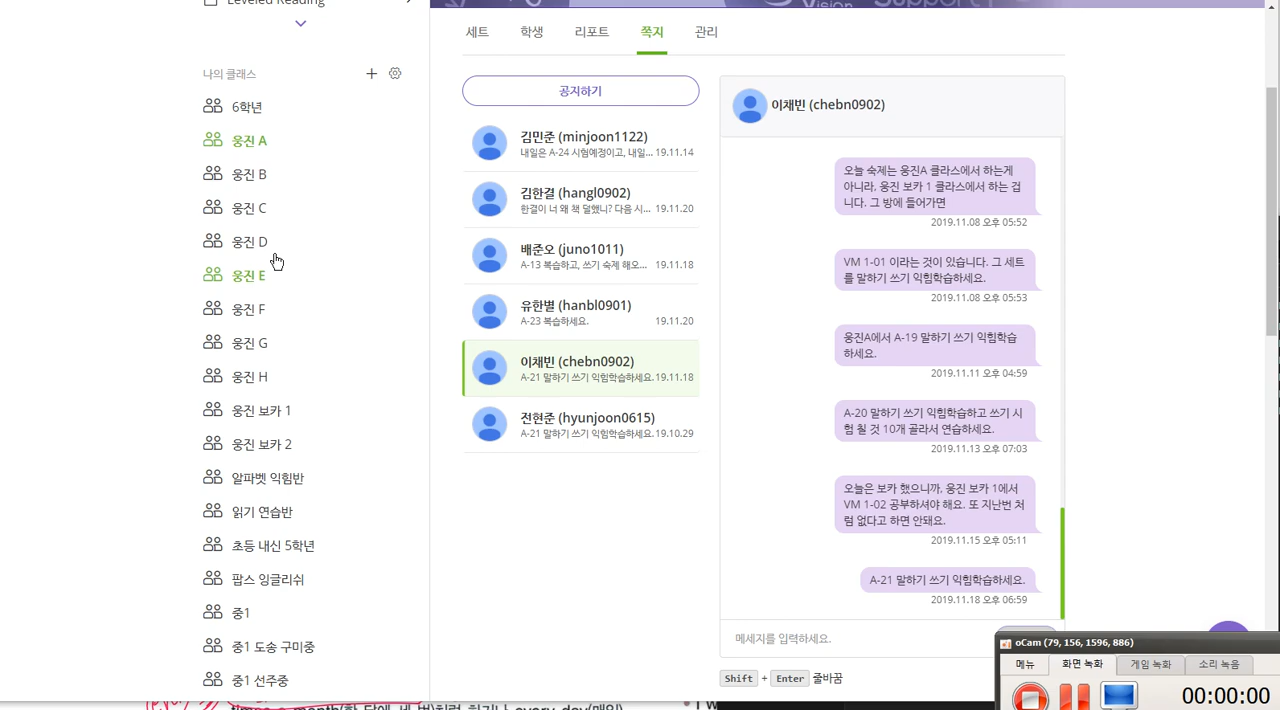 Leveled Reading
Vision Support
세트 학생 리포트 쪽지 관리
나의 클래스
6학년
웅진 A
웅진 B
웅진 C
웅진 D
웅진 E
웅진 F
웅진 G
웅진 H
웅진 보카 1
웅진 보카 2
알파벳 익힘반
읽기 연습반
초등 내신 5학년
팝스 잉글리쉬
중1
중1 도송 구미중
중1 선주중
공지하기
김민준 (minjoon1122)
내일은 A-24 시험예정이고, 내일... 19.11.14
김한결 (hangl0902)
한결이 너 왜 책 덜했니? 다음 시... 19.11.20
배준오 (juno1011)
A-13 복습하고, 쓰기 숙제 해오... 19.11.18
유한별 (hanbl0901)
A-23 복습하세요. 19.11.20
이채빈 (chebn0902)
A-21 말하기 쓰기 익힘학습하세요. 19.11.18
전현준 (hyunjoon0615)
A-21 말하기 쓰기 익힘학습하세요. 19.10.29
이채빈 (chebn0902)
오늘 숙제는 웅진A 클라스에서 하는게
아니라, 웅진 보카 1 클라스에서 하는 겁
니다. 그 방에 들어가면
2019.11.08 오후 05:52
VM 1-01 이라는 것이 있습니다. 그 세트
를 말하기 쓰기 익힘학습하세요.
2019.11.08 오후 05:53
웅진A에서 A-19 말하기 쓰기 익힘학습
하세요.
2019.11.11 오후 04:59
A-20 말하기 쓰기 익힘학습하고 쓰기 시
험 칠 것 10개 골라서 연습하세요.
2019.11.13 오후 07:03
오늘은 보카 했으니까, 웅진 보카 1에서
VM 1-02 공부하셔야 해요. 또 지난번 처
럼 없다고 하면 안돼요.
2019.11.15 오후 05:11
A-21 말하기 쓰기 익힘학습하세요.
2019.11.18 오후 06:59
메세지를 입력하세요.
Shift + Enter 줄바꿈
oCam (79, 156, 1596, 886)
메뉴 화면 녹화 게임 녹화 소리 녹음
00:00:00